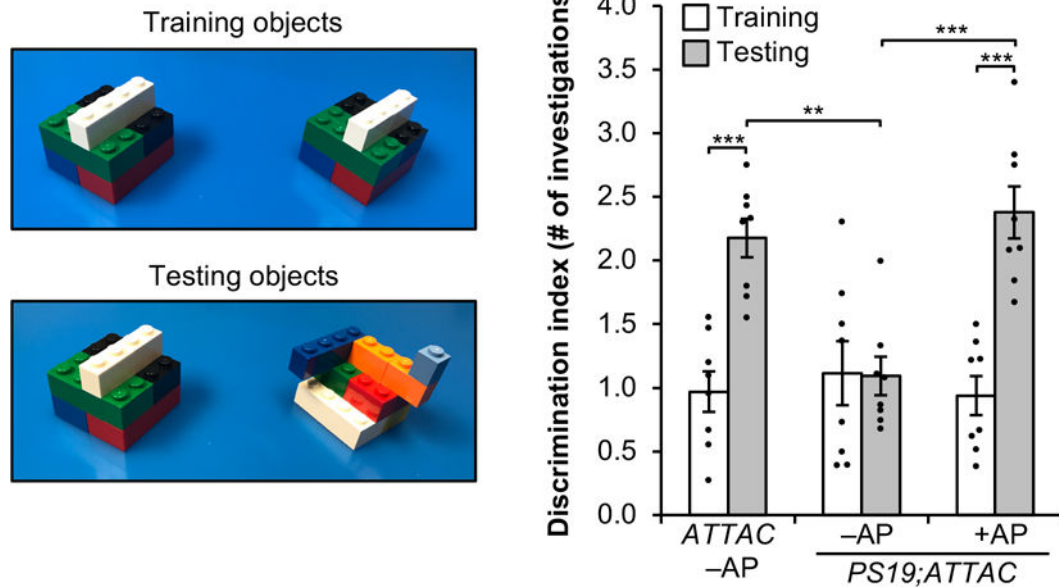 Training objects
Testing objects
Discrimination index (# of investigations
4.0
3.5
3.0
2.5
2.0
1.5
1.0
0.5
0.0
Training
Testing
***
**
***
***
ATTAC
–AP
–AP
+AP
PS19;ATTAC